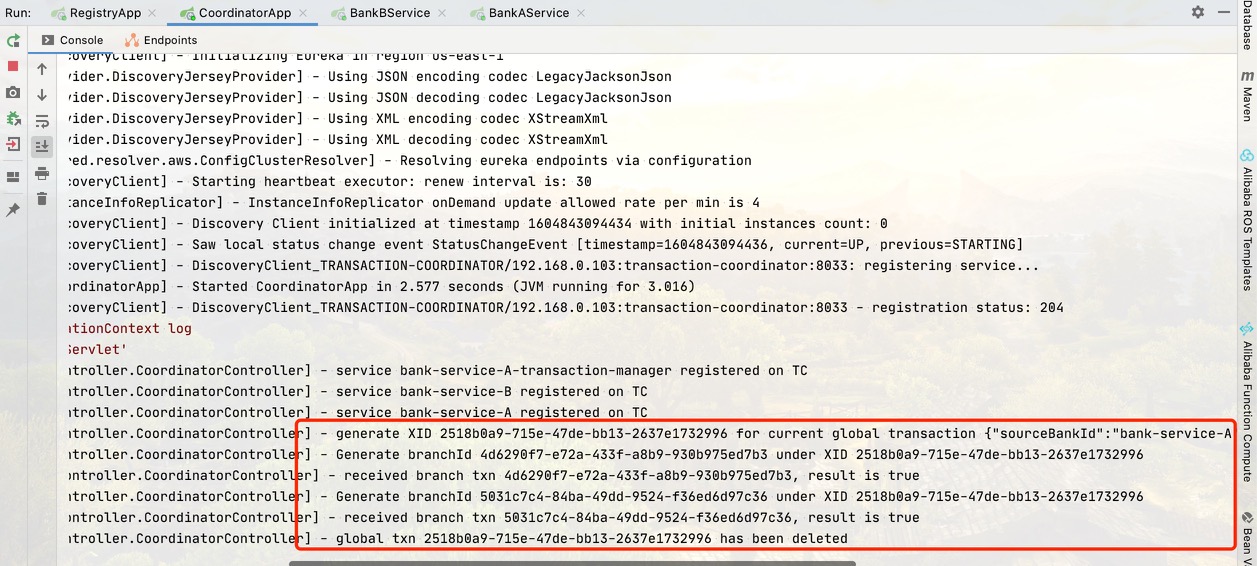 Run: RegistryApp CoordinatorApp BankBService BankAService
Console Endpoints
coveryClient] - Initializing Eureka in region us-east-1
vider.DiscoveryJerseyProvider] - Using JSON encoding codec LegacyJacksonJson
vider.DiscoveryJerseyProvider] - Using JSON decoding codec LegacyJacksonJson
vider.DiscoveryJerseyProvider] - Using XML encoding codec XStreamXml
vider.DiscoveryJerseyProvider] - Using XML decoding codec XStreamXml
red.resolver.aws.ConfigClusterResolver] - Resolving eureka endpoints via configuration
coveryClient] - Starting heartbeat executor: renew interval is: 30
tanceInfoReplicator] - InstanceInfoReplicator onDemand update allowed rate per min is 4
coveryClient] - Discovery Client initialized at timestamp 1604843094434 with initial instances count: 0
coveryClient] - Saw local status change event StatusChangeEvent [timestamp=1604843094436, current=UP, previous=STARTING]
coveryClient] - DiscoveryClient_TRANSACTION-COORDINATOR/192.168.0.103:transaction-coordinator:8033: registering service...
ordinatorApp] - Started CoordinatorApp in 2.577 seconds (JVM running for 3.016)
coveryClient] - DiscoveryClient_TRANSACTION-COORDINATOR/192.168.0.103:transaction-coordinator:8033 - registration status: 204
ationContext log
Servlet'
ntroller.CoordinatorController] - service bank-service-A-transaction-manager registered on TC
ntroller.CoordinatorController] - service bank-service-B registered on TC
ntroller.CoordinatorController] - service bank-service-A registered on TC
ntroller.CoordinatorController] - generate XID 2518b0a9-715e-47de-bb13-2637e1732996 for current global transaction {"sourceBankId":"bank-service-A
ntroller.CoordinatorController] - Generate branchId 4d6290f7-e72a-433f-a8b9-930b975ed7b3 under XID 2518b0a9-715e-47de-bb13-2637e1732996
ontroller.CoordinatorController] - received branch txn 4d6290f7-e72a-433f-a8b9-930b975ed7b3, result is true
ntroller.CoordinatorController] - Generate branchId 5031c7c4-84ba-49dd-9524-f36ed6d97c36 under XID 2518b0a9-715e-47de-bb13-2637e1732996
ontroller.CoordinatorController] - received branch txn 5031c7c4-84ba-49dd-9524-f36ed6d97c36, result is true
ntroller.CoordinatorController] - global txn 2518b0a9-715e-47de-bb13-2637e1732996 has been deleted
Database
Maven
Alibaba ROS Templates
Alibaba Function Compute
Bean V